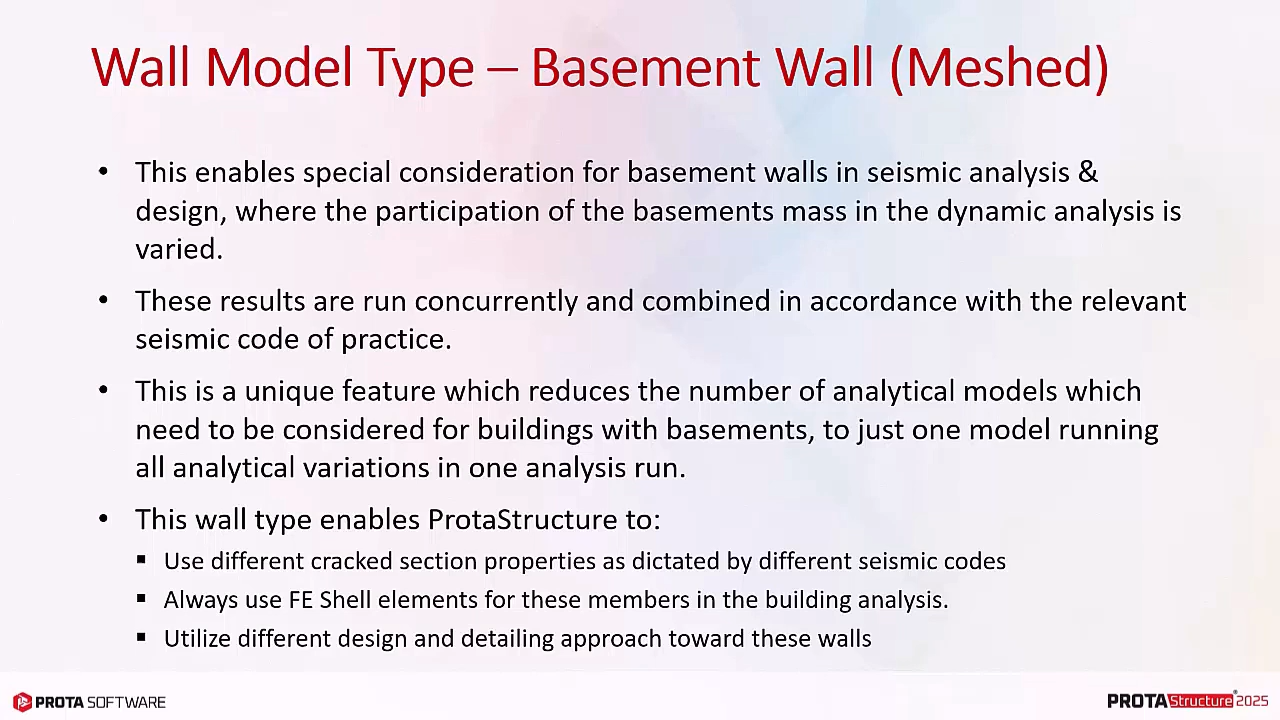 Wall Model Type – Basement Wall (Meshed)
• This enables special consideration for basement walls in seismic analysis &
design, where the participation of the basements mass in the dynamic analysis is
varied.
• These results are run concurrently and combined in accordance with the relevant
seismic code of practice.
• This is a unique feature which reduces the number of analytical models which
need to be considered for buildings with basements, to just one model running
all analytical variations in one analysis run.
• This wall type enables ProtaStructure to:
▪ Use different cracked section properties as dictated by different seismic codes
▪ Always use FE Shell elements for these members in the building analysis.
▪ Utilize different design and detailing approach toward these walls
PROTA SOFTWARE
PROTAStructure® 2025